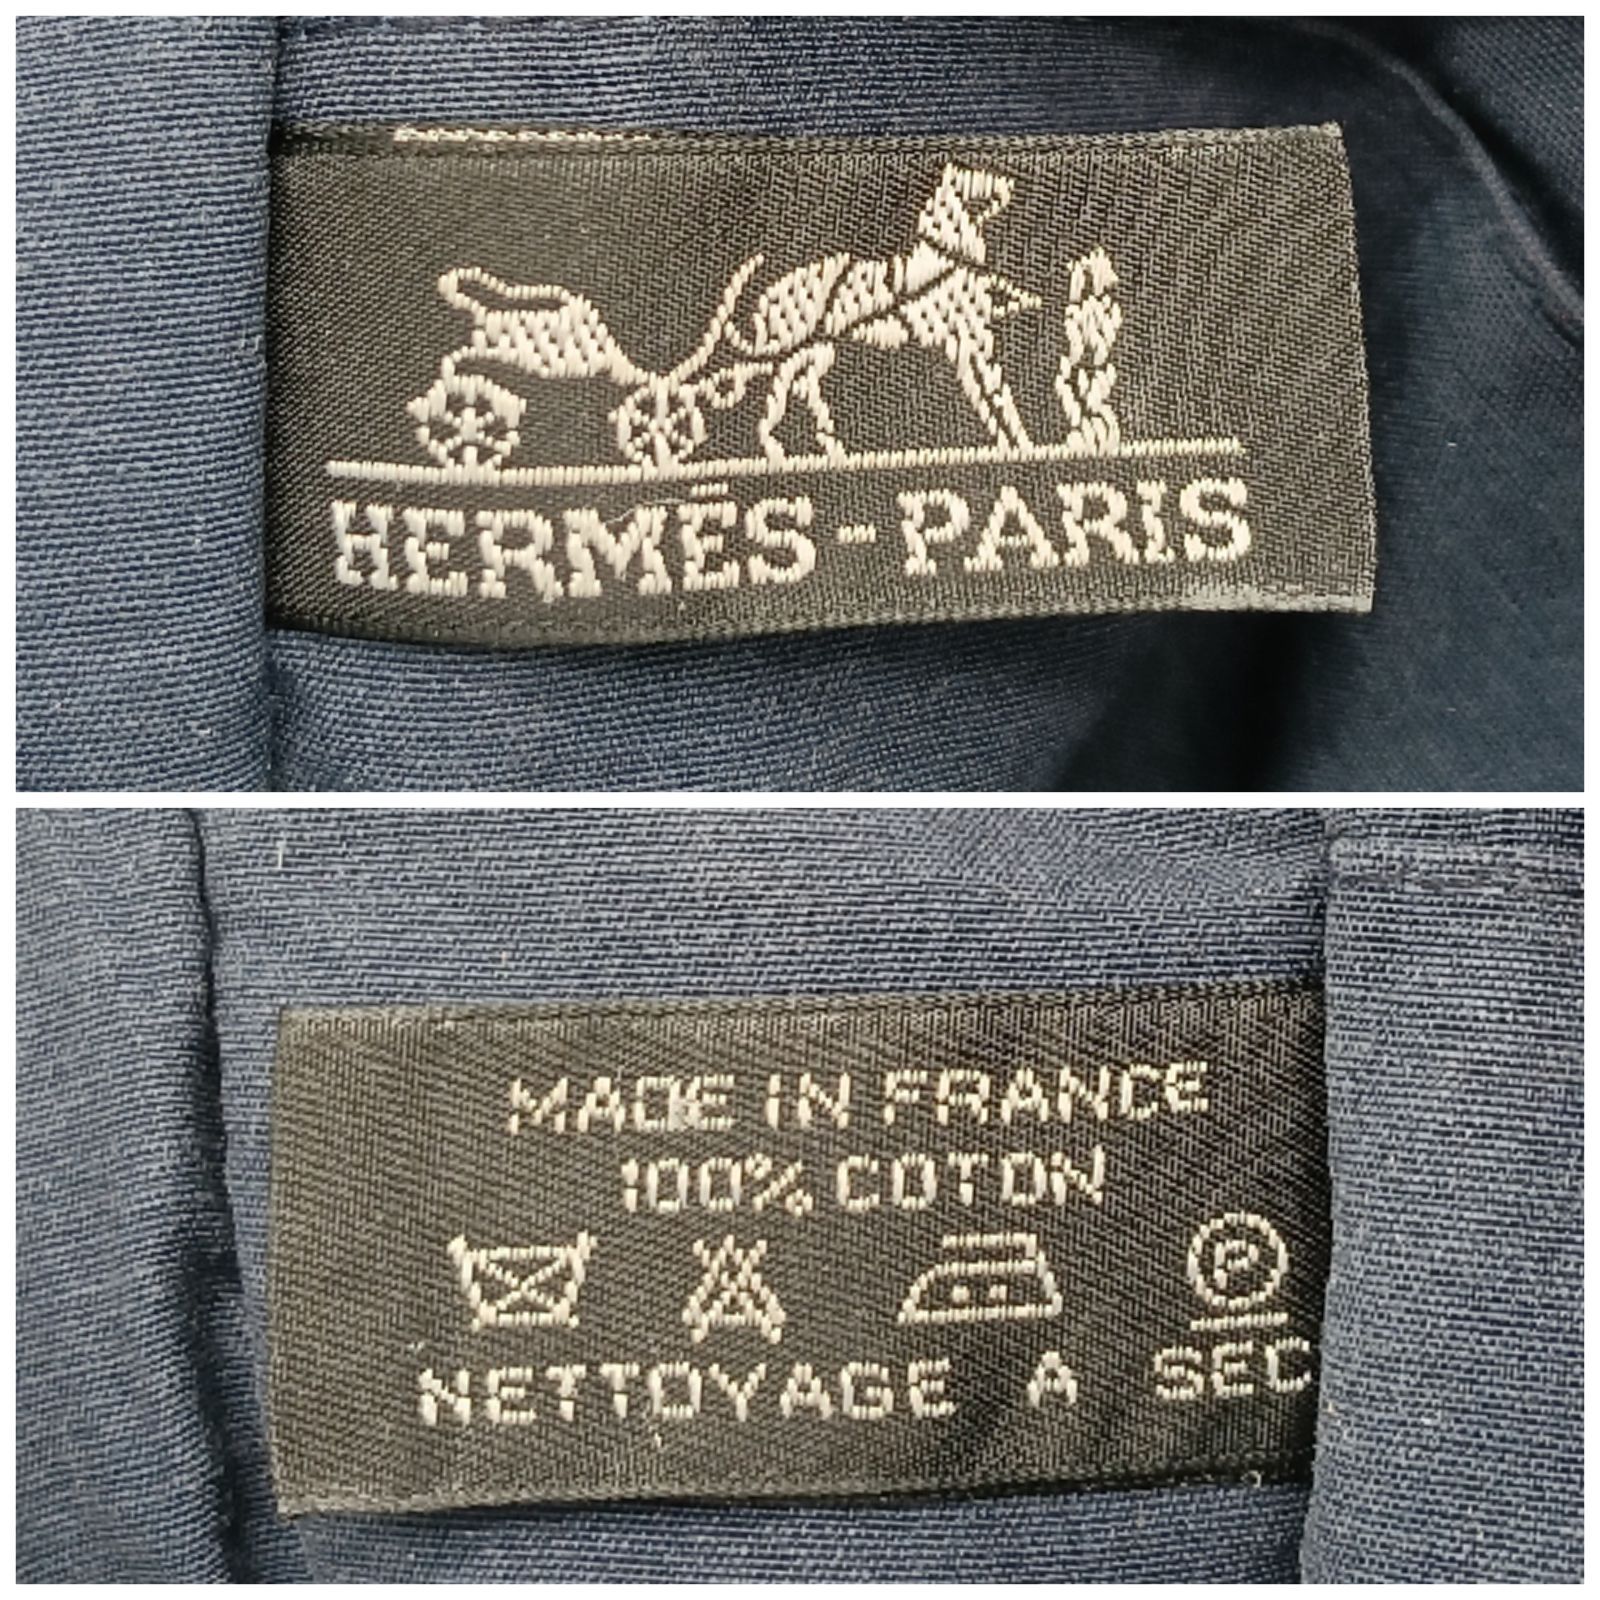 HERMÈS-PARIS
MADE IN FRANCE
100% COTON
P
NETTOYAGE A SEC